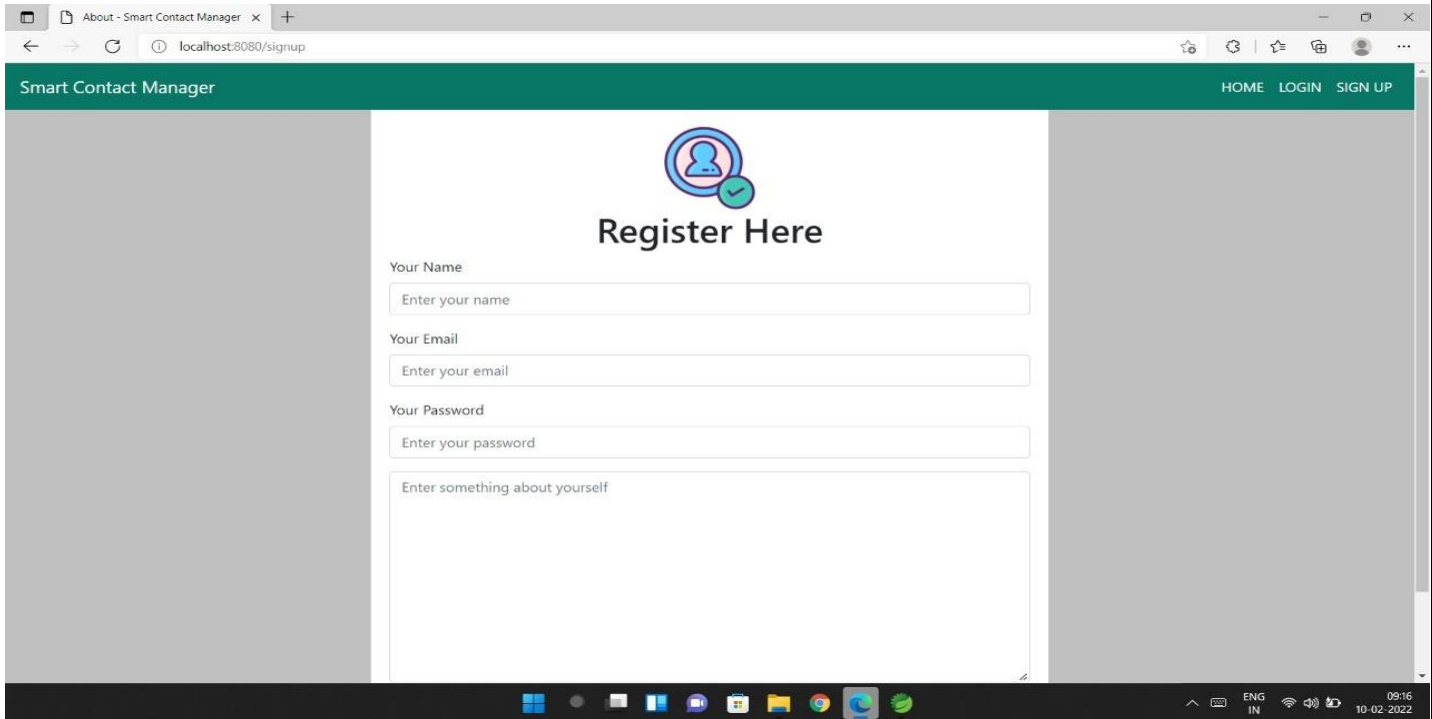 About - Smart Contact Manager
localhost:8080/signup
Smart Contact Manager
HOME LOGIN SIGN UP
Register Here
Your Name
Enter your name
Your Email
Enter your email
Your Password
Enter your password
Enter something about yourself
ENG
IN
09:16
10-02-2022